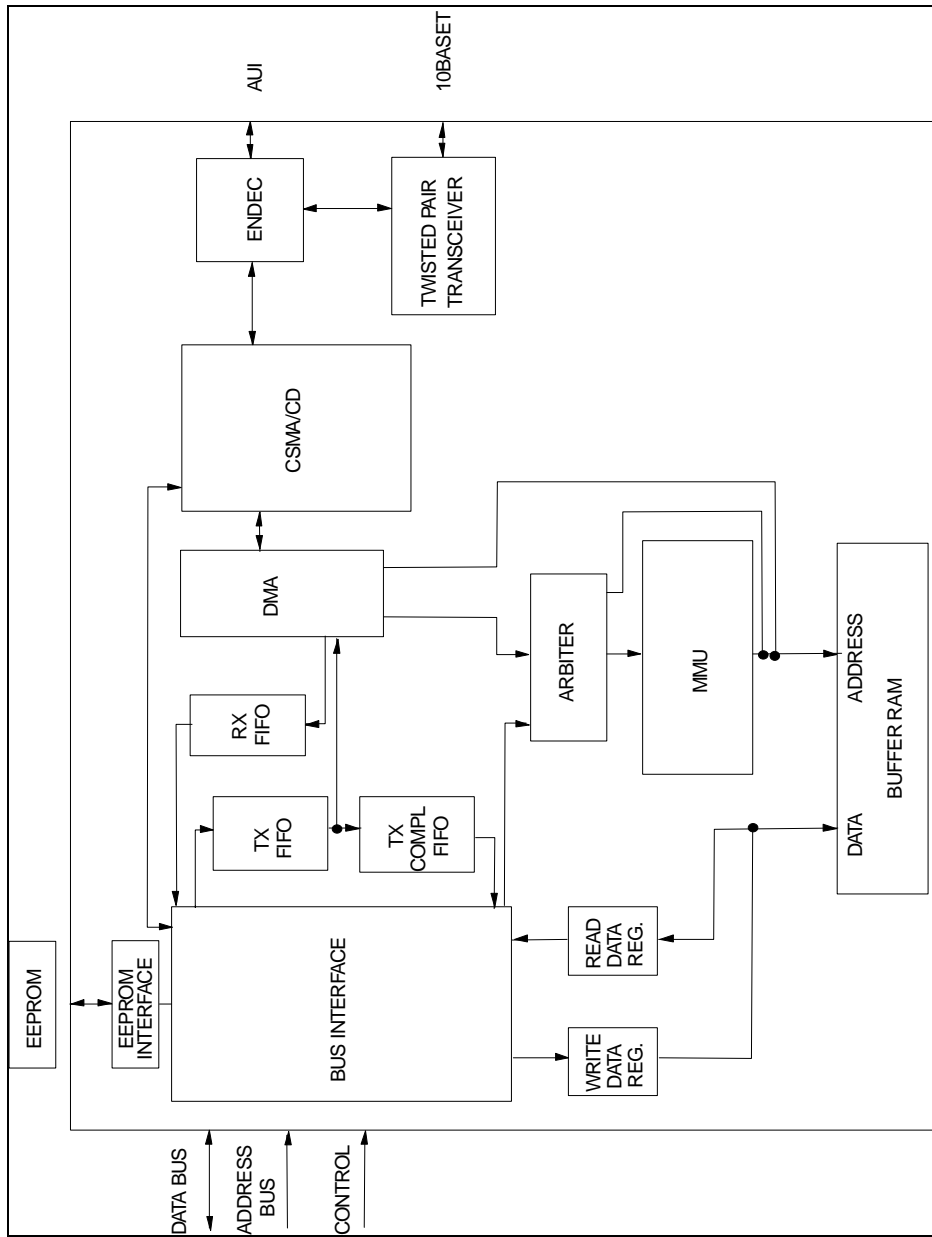 AUI
10BASET
ENDEC
TWISTED PAIR
TRANSCEIVER
CSMA/CD
DMA
ARBITER
MMU
ADDRESS
BUFFER RAM
DATA
RX
FIFO
TX
FIFO
TX
COMPL
FIFO
BUS INTERFACE
READ
DATA
REG.
WRITE
DATA
REG.
EEPROM
EEPROM
INTERFACE
DATA BUS
ADDRESS
BUS
CONTROL